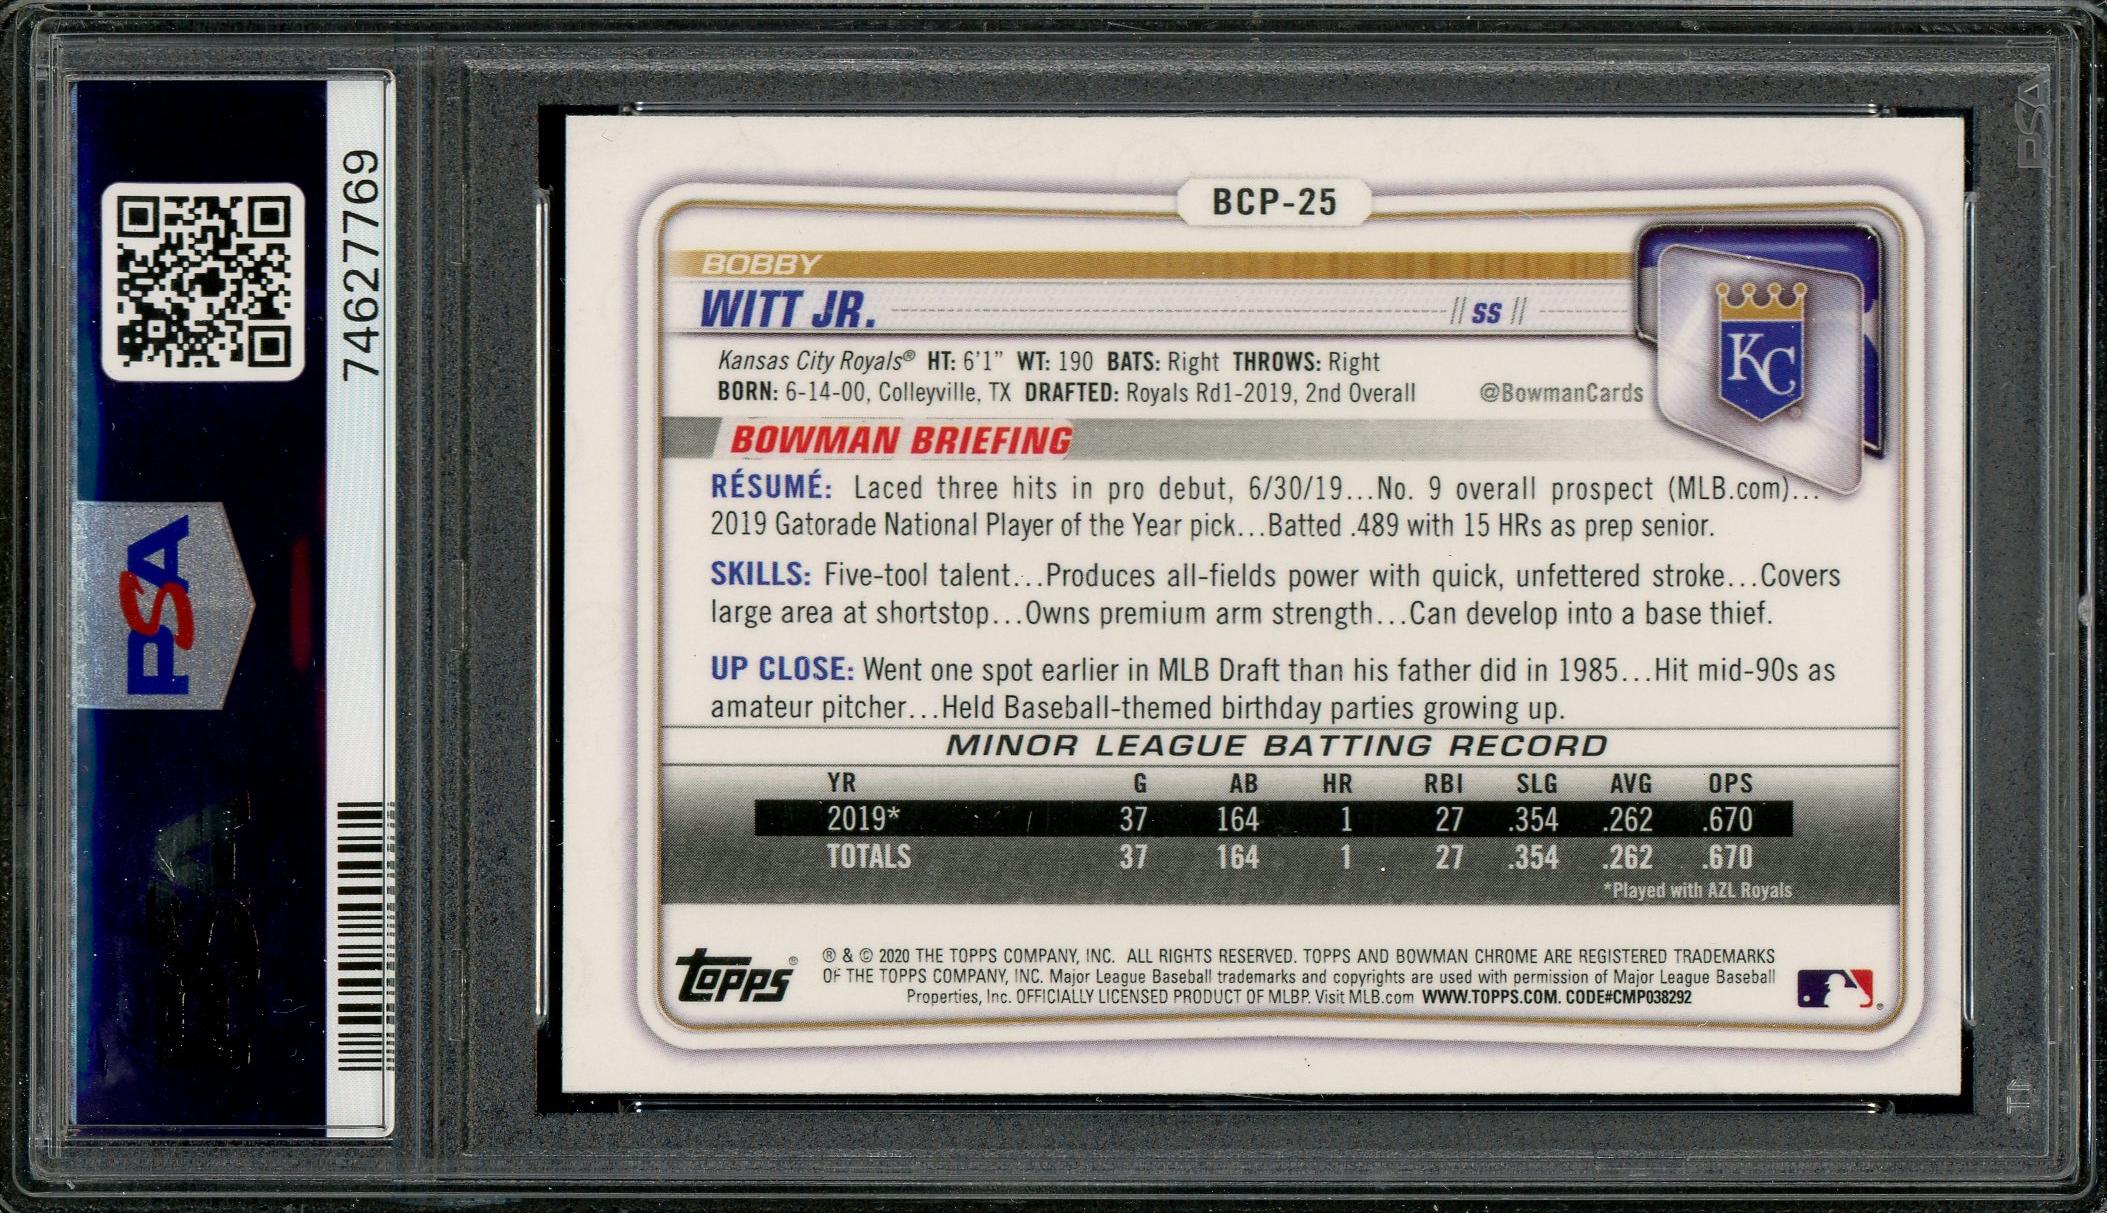 74627769
PSA
BCP-25
BOBBY
WITT JR.
// SS //
KC
Kansas City Royals® HT: 6'1" WT: 190 BATS: Right THROWS: Right
BORN: 6-14-00, Colleyville, TX DRAFTED: Royals Rd1-2019, 2nd Overall
@BowmanCards
BOWMAN BRIEFING
RÉSUMÉ: Laced three hits in pro debut, 6/30/19...No. 9 overall prospect (MLB.com)...
2019 Gatorade National Player of the Year pick...Batted .489 with 15 HRs as prep senior.
SKILLS: Five-tool talent...Produces all-fields power with quick, unfettered stroke...Covers
large area at shortstop...Owns premium arm strength...Can develop into a base thief.
UP CLOSE: Went one spot earlier in MLB Draft than his father did in 1985...Hit mid-90s as
amateur pitcher...Held Baseball-themed birthday parties growing up.
MINOR LEAGUE BATTING RECORD
YR G AB HR RBI SLG AVG OPS
2019* 37 164 1 27 .354 .262 .670
TOTALS 37 164 1 27 .354 .262 .670
*Played with AZL Royals
Topps®
® & © 2020 THE TOPPS COMPANY, INC. ALL RIGHTS RESERVED. TOPPS AND BOWMAN CHROME ARE REGISTERED TRADEMARKS
OF THE TOPPS COMPANY, INC. Major League Baseball trademarks and copyrights are used with permission of Major League Baseball
Properties, Inc. OFFICIALLY LICENSED PRODUCT OF MLBP. Visit MLB.com WWW.TOPPS.COM. CODE#CMP038292
PSA